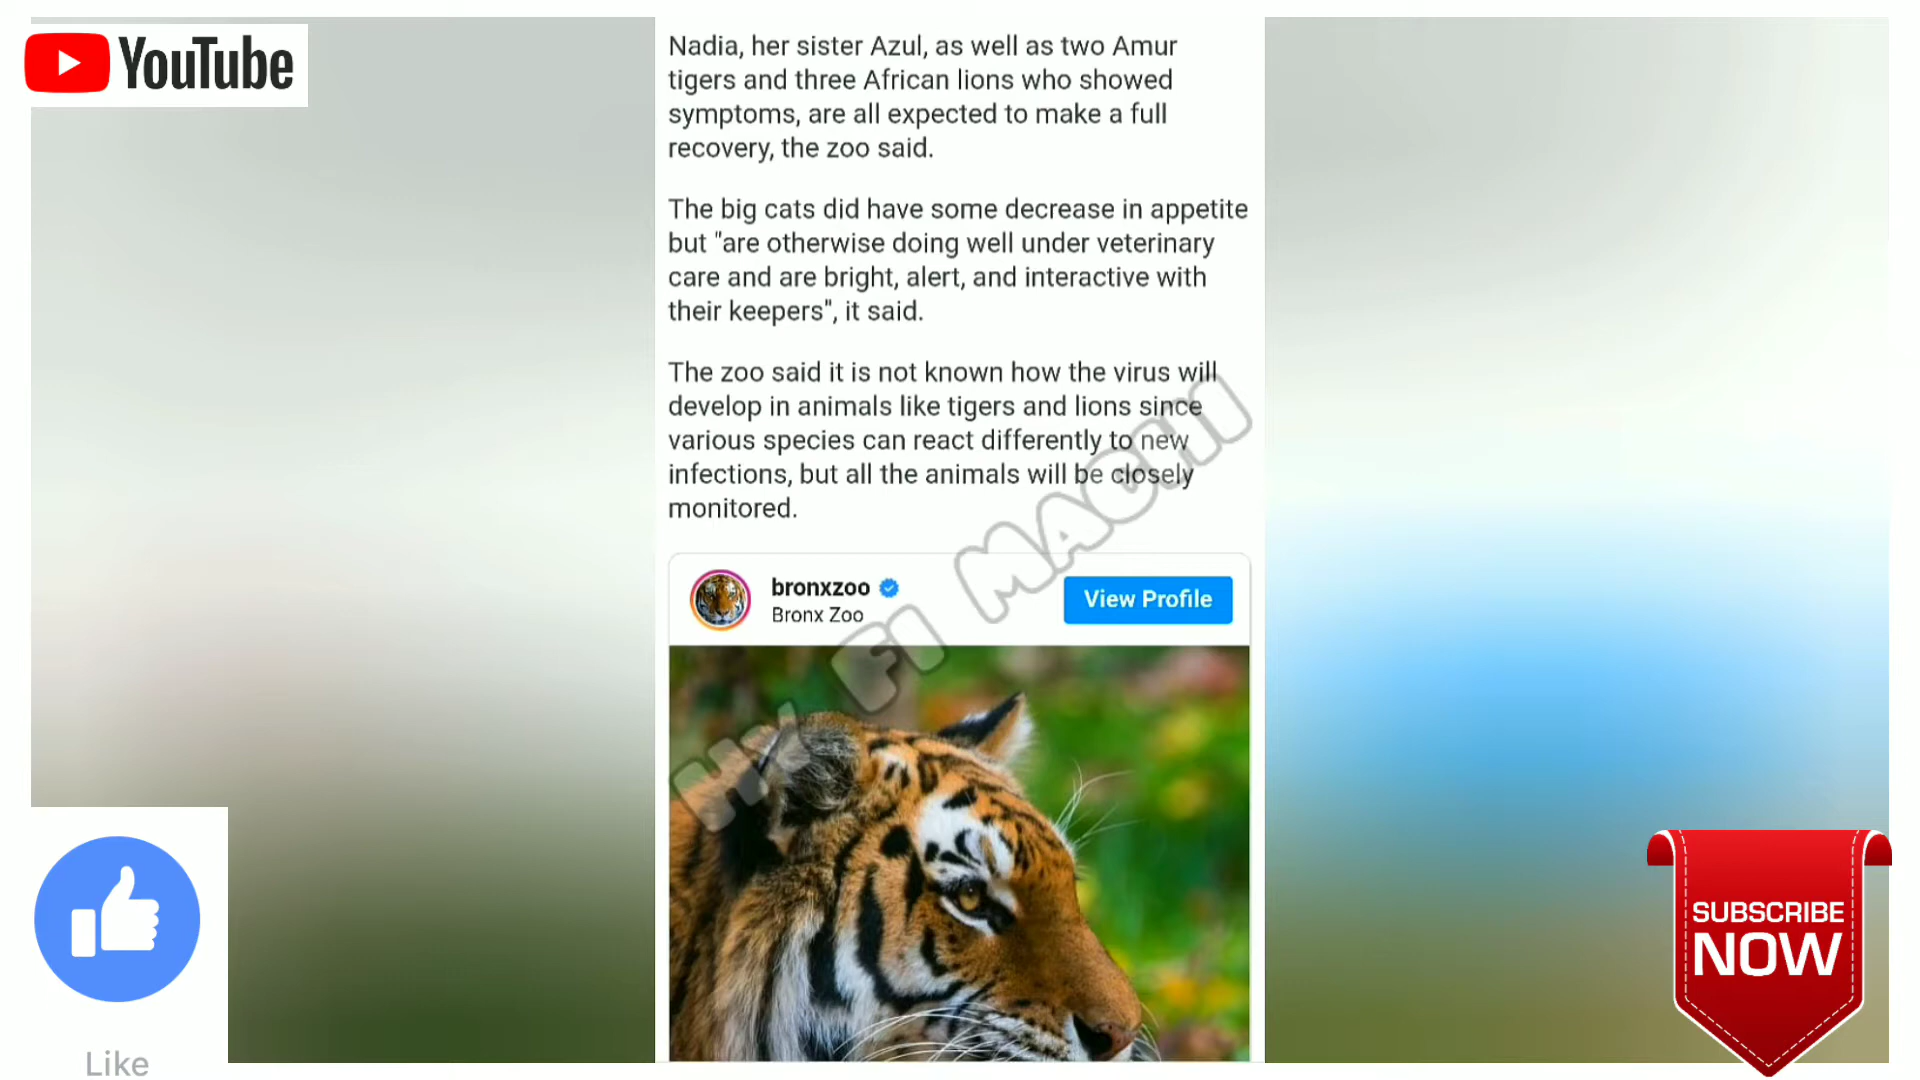 YouTube
Nadia, her sister Azul, as well as two Amur
tigers and three African lions who showed
symptoms, are all expected to make a full
recovery, the zoo said.
The big cats did have some decrease in appetite
but "are otherwise doing well under veterinary
care and are bright, alert, and interactive with
their keepers", it said.
The zoo said it is not known how the virus will
develop in animals like tigers and lions since
various species can react differently to new
infections, but all the animals will be closely
monitored.
bronxzoo
Bronx Zoo
View Profile
HY FI MACHI
Like
SUBSCRIBE
NOW